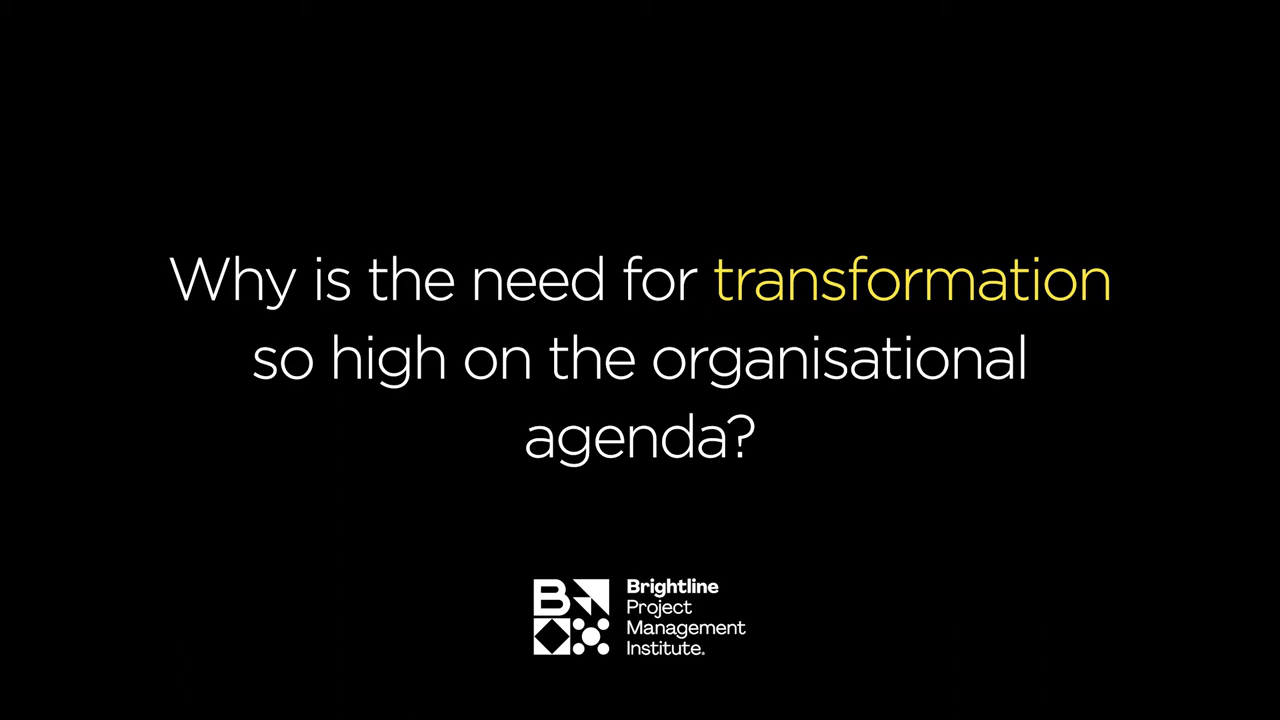 Why is the need for transformation
so high on the organisational
agenda?
B
Brightline
Project
Management
Institute.